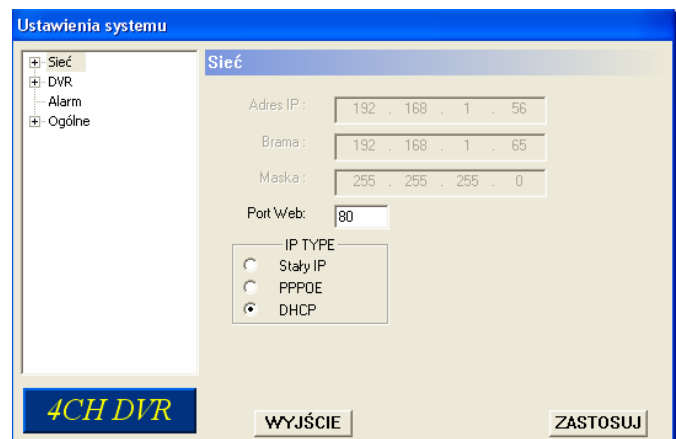 Ustawienia systemu
Sieć
DVR
Alarm
Ogólne
4CH DVR
Sieć
Adres IP : 192 . 168 . 1 . 56
Brama : 192 . 168 . 1 . 65
Maska : 255 . 255 . 255 . 0
Port Web: 80
IP TYPE
Stały IP
PPPOE
DHCP
WYJŚCIE
ZASTOSUJ